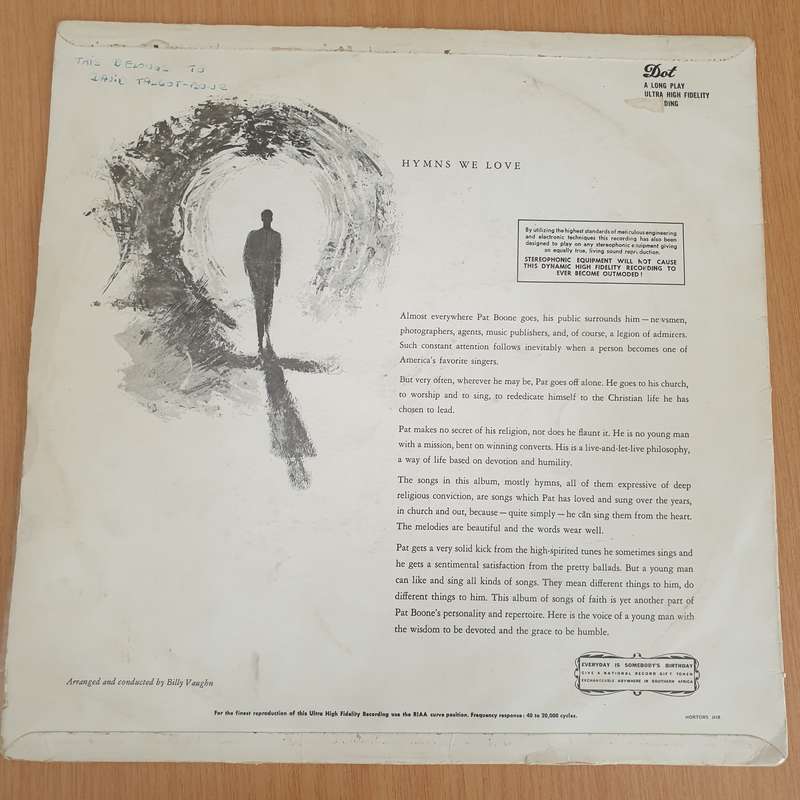 THIS BELONGS TO
BASIL TALBOT-
Dot
A LONG PLAY
ULTRA HIGH FIDELITY
DING
HYMNS WE LOVE
By utilizing the highest standards of meticulous engineering
and electronic techniques this recording has also been
designed to play on any stereophonic equipment giving
an equally true, living sound reproduction.
STEREOPHONIC EQUIPMENT WILL NOT CAUSE
THIS DYNAMIC HIGH FIDELITY RECORDING TO
EVER BECOME OUTMODED!
Almost everywhere Pat Boone goes, his public surrounds him — newsmen,
photographers, agents, music publishers, and, of course, a legion of admirers.
Such constant attention follows inevitably when a person becomes one of
America's favorite singers.
But very often, wherever he may be, Pat goes off alone. He goes to his church,
to worship and to sing, to rededicate himself to the Christian life he has
chosen to lead.
Pat makes no secret of his religion, nor does he flaunt it. He is no young man
with a mission, bent on winning converts. His is a live-and-let-live philosophy,
a way of life based on devotion and humility.
The songs in this album, mostly hymns, all of them expressive of deep
religious conviction, are songs which Pat has loved and sung over the years,
in church and out, because — quite simply — he can sing them from the heart.
The melodies are beautiful and the words wear well.
Pat gets a very solid kick from the high-spirited tunes he sometimes sings and
he gets a sentimental satisfaction from the pretty ballads. But a young man
can like and sing all kinds of songs. They mean different things to him, do
different things to him. This album of songs of faith is yet another part of
Pat Boone's personality and repertoire. Here is the voice of a young man with
the wisdom to be devoted and the grace to be humble.
EVERYDAY IS SOMEBODY'S BIRTHDAY
GIVE A NATIONAL RECORD GIFT TOKEN
EXCHANGEABLE ANYWHERE IN SOUTHERN AFRICA
Arranged and conducted by Billy Vaughn
For the finest reproduction of this Ultra High Fidelity Recording use the RIAA curve position. Frequency response: 40 to 20,000 cycles.
HORTORS